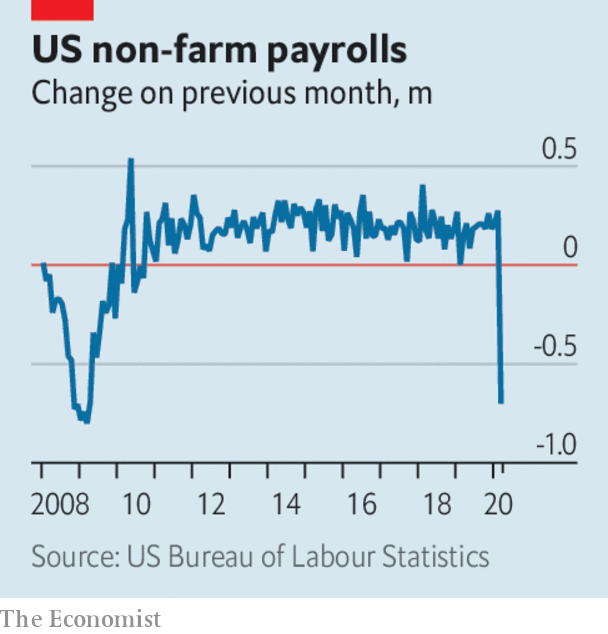 US non-farm payrolls
Change on previous month, m
0.5
0
-0.5
-1.0
2008 10 12 14 16 18 20
Source: US Bureau of Labour Statistics
The Economist